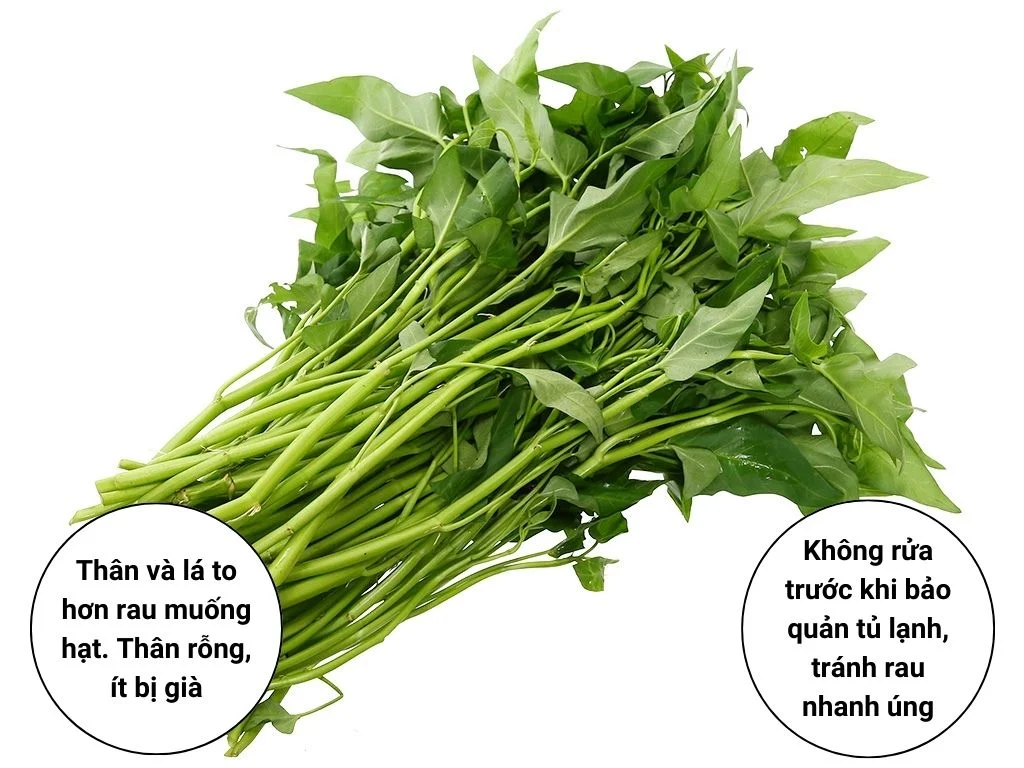 Thân và lá to
hơn rau muống
hạt. Thân rỗng,
ít bị già
Không rửa
trước khi bảo
quản tủ lạnh,
tránh rau
nhanh úng